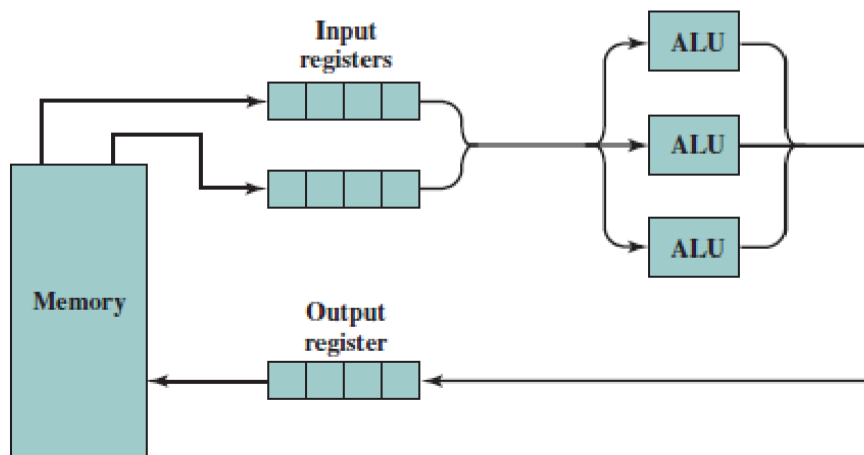 Input
registers
ALU
ALU
ALU
Memory
Output
register